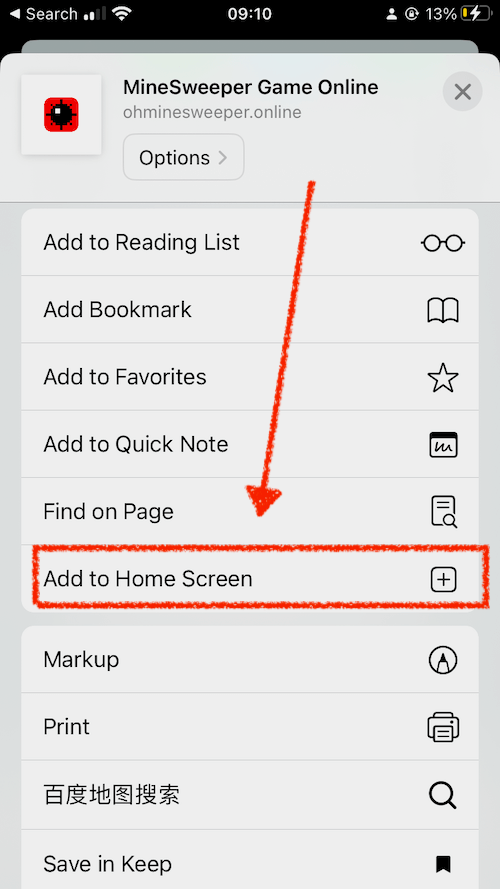 Search
09:10
13%
MineSweeper Game Online
ohminesweeper.online
Options
Add to Reading List
Add Bookmark
Add to Favorites
Add to Quick Note
Find on Page
Add to Home Screen
Markup
Print
百度地图搜索
Save in Keep